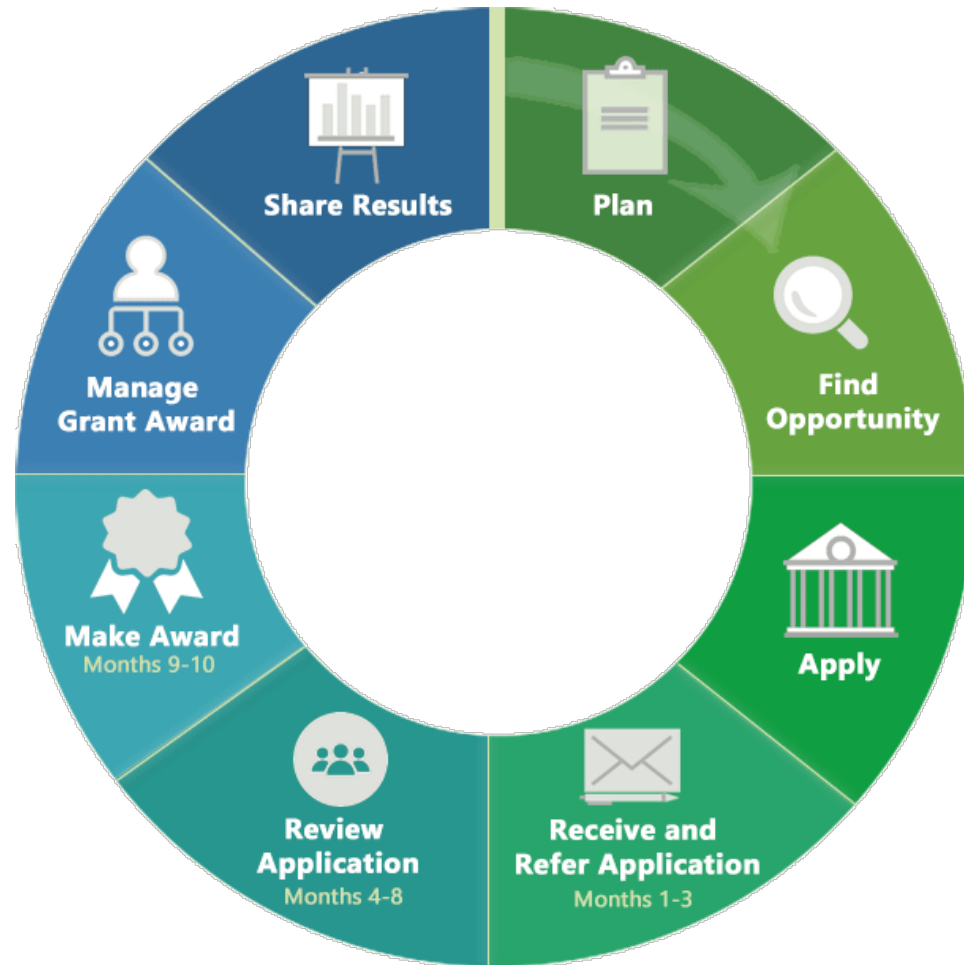 Plan
Find
Opportunity
Apply
Receive and
Refer Application
Months 1-3
Review
Application
Months 4-8
Make Award
Months 9-10
Manage
Grant Award
Share Results